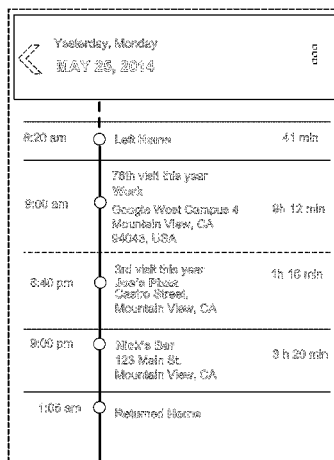 Yesterday, Monday
MAY 25, 2014
8:20 am Left Home 41 min
76th visit this year
Work
9:00 am Google West Campus 4 9h 12 min
Mountain View, CA
94043, USA
3rd visit this year
6:40 pm Joe's Pizza 1h 16 min
Castro Street,
Mountain View, CA
9:00 pm Nick's Bar 3 h 20 min
123 Main St.
Mountain View, CA
1:05 am Returned Home